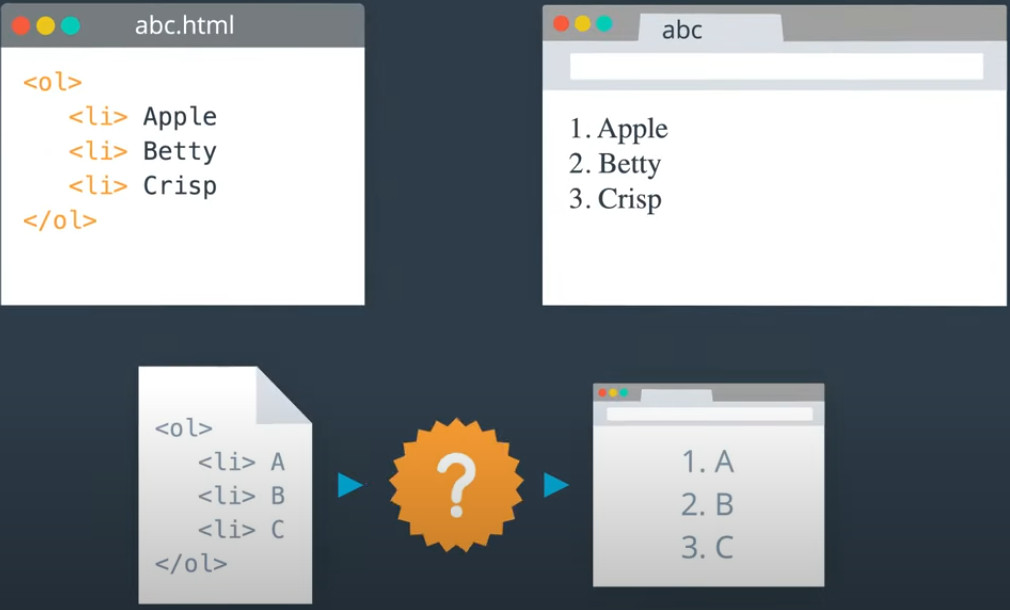 abc.html
<ol>
<li> Apple
<li> Betty
<li> Crisp
</ol>
abc
1. Apple
2. Betty
3. Crisp
<ol>
<li> A
<li> B
<li> C
</ol>
?
1. A
2. B
3. C